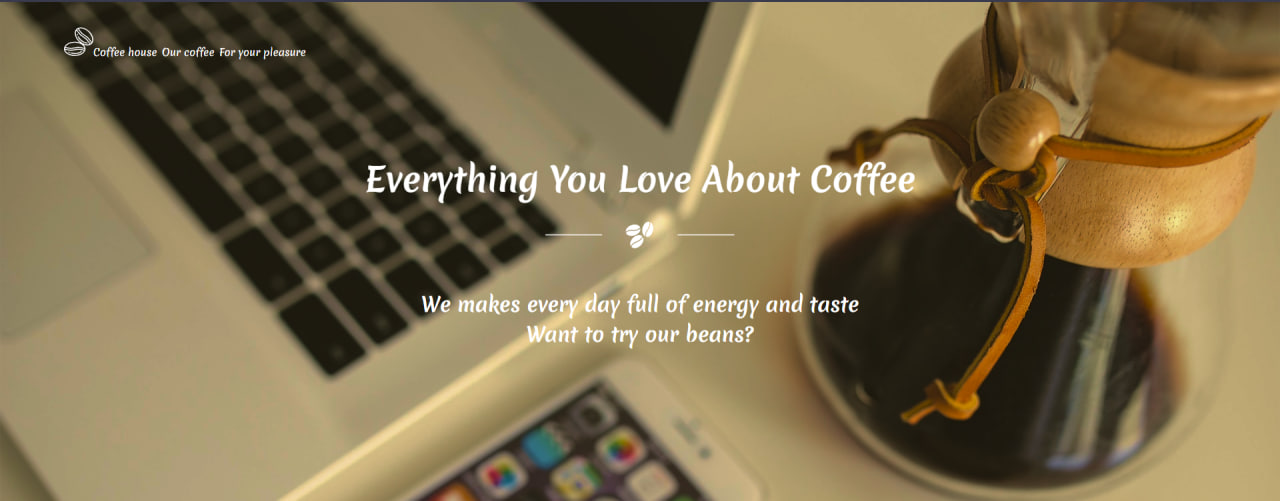 Coffee house Our coffee For your pleasure
Everything You Love About Coffee
We makes every day full of energy and taste
Want to try our beans?